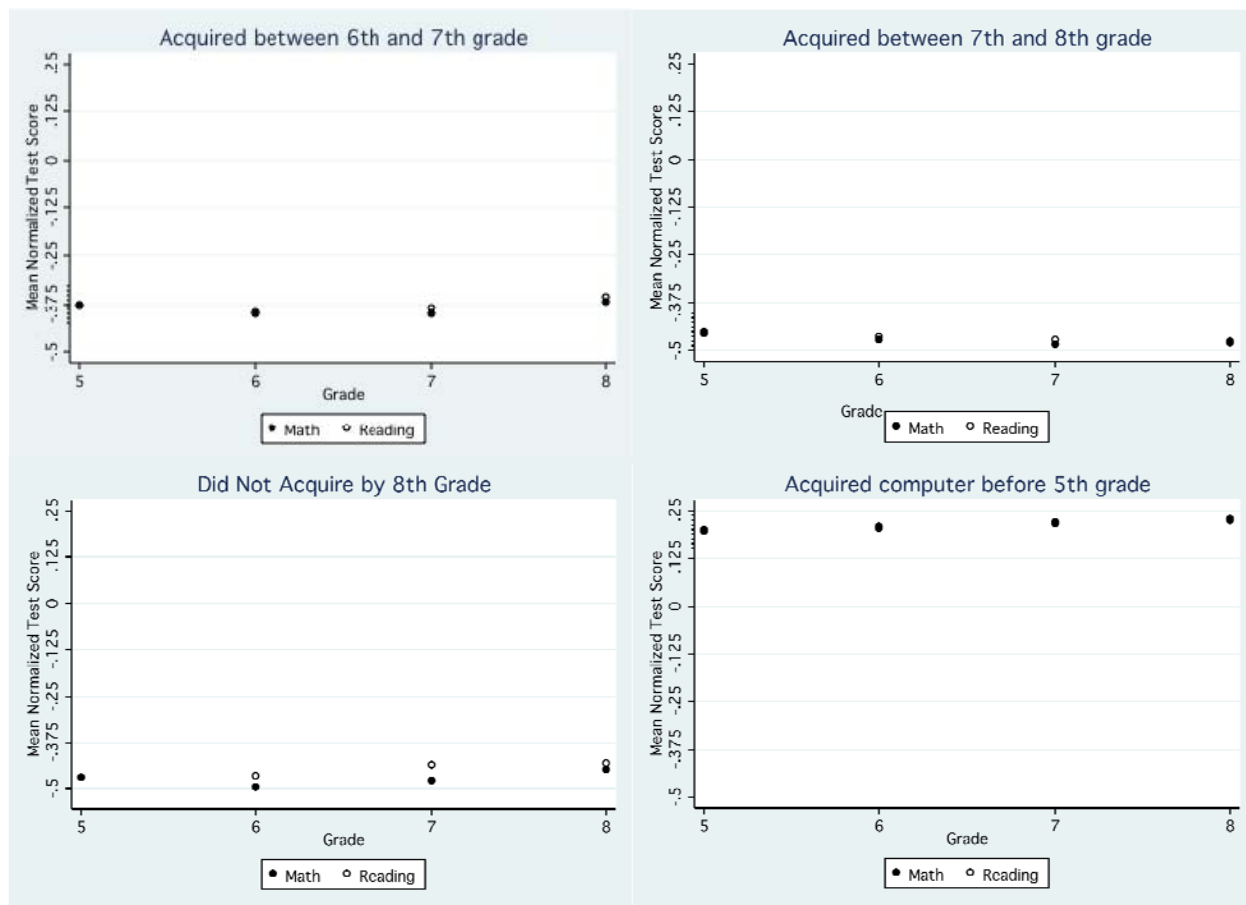 Acquired between 6th and 7th grade
Mean Normalized Test Score
.25
.125
0
-.125
-.25
-.375
-.5
5 6 7 8
Grade
Math Reading
Acquired between 7th and 8th grade
Mean Normalized Test Score
.25
.125
0
-.125
-.25
-.375
-.5
5 6 7 8
Grade
Math Reading
Did Not Acquire by 8th Grade
Mean Normalized Test Score
.25
.125
0
-.125
-.25
-.375
-.5
5 6 7 8
Grade
Math Reading
Acquired computer before 5th grade
Mean Normalized Test Score
.25
.125
0
-.125
-.25
-.375
-.5
5 6 7 8
Grade
Math Reading